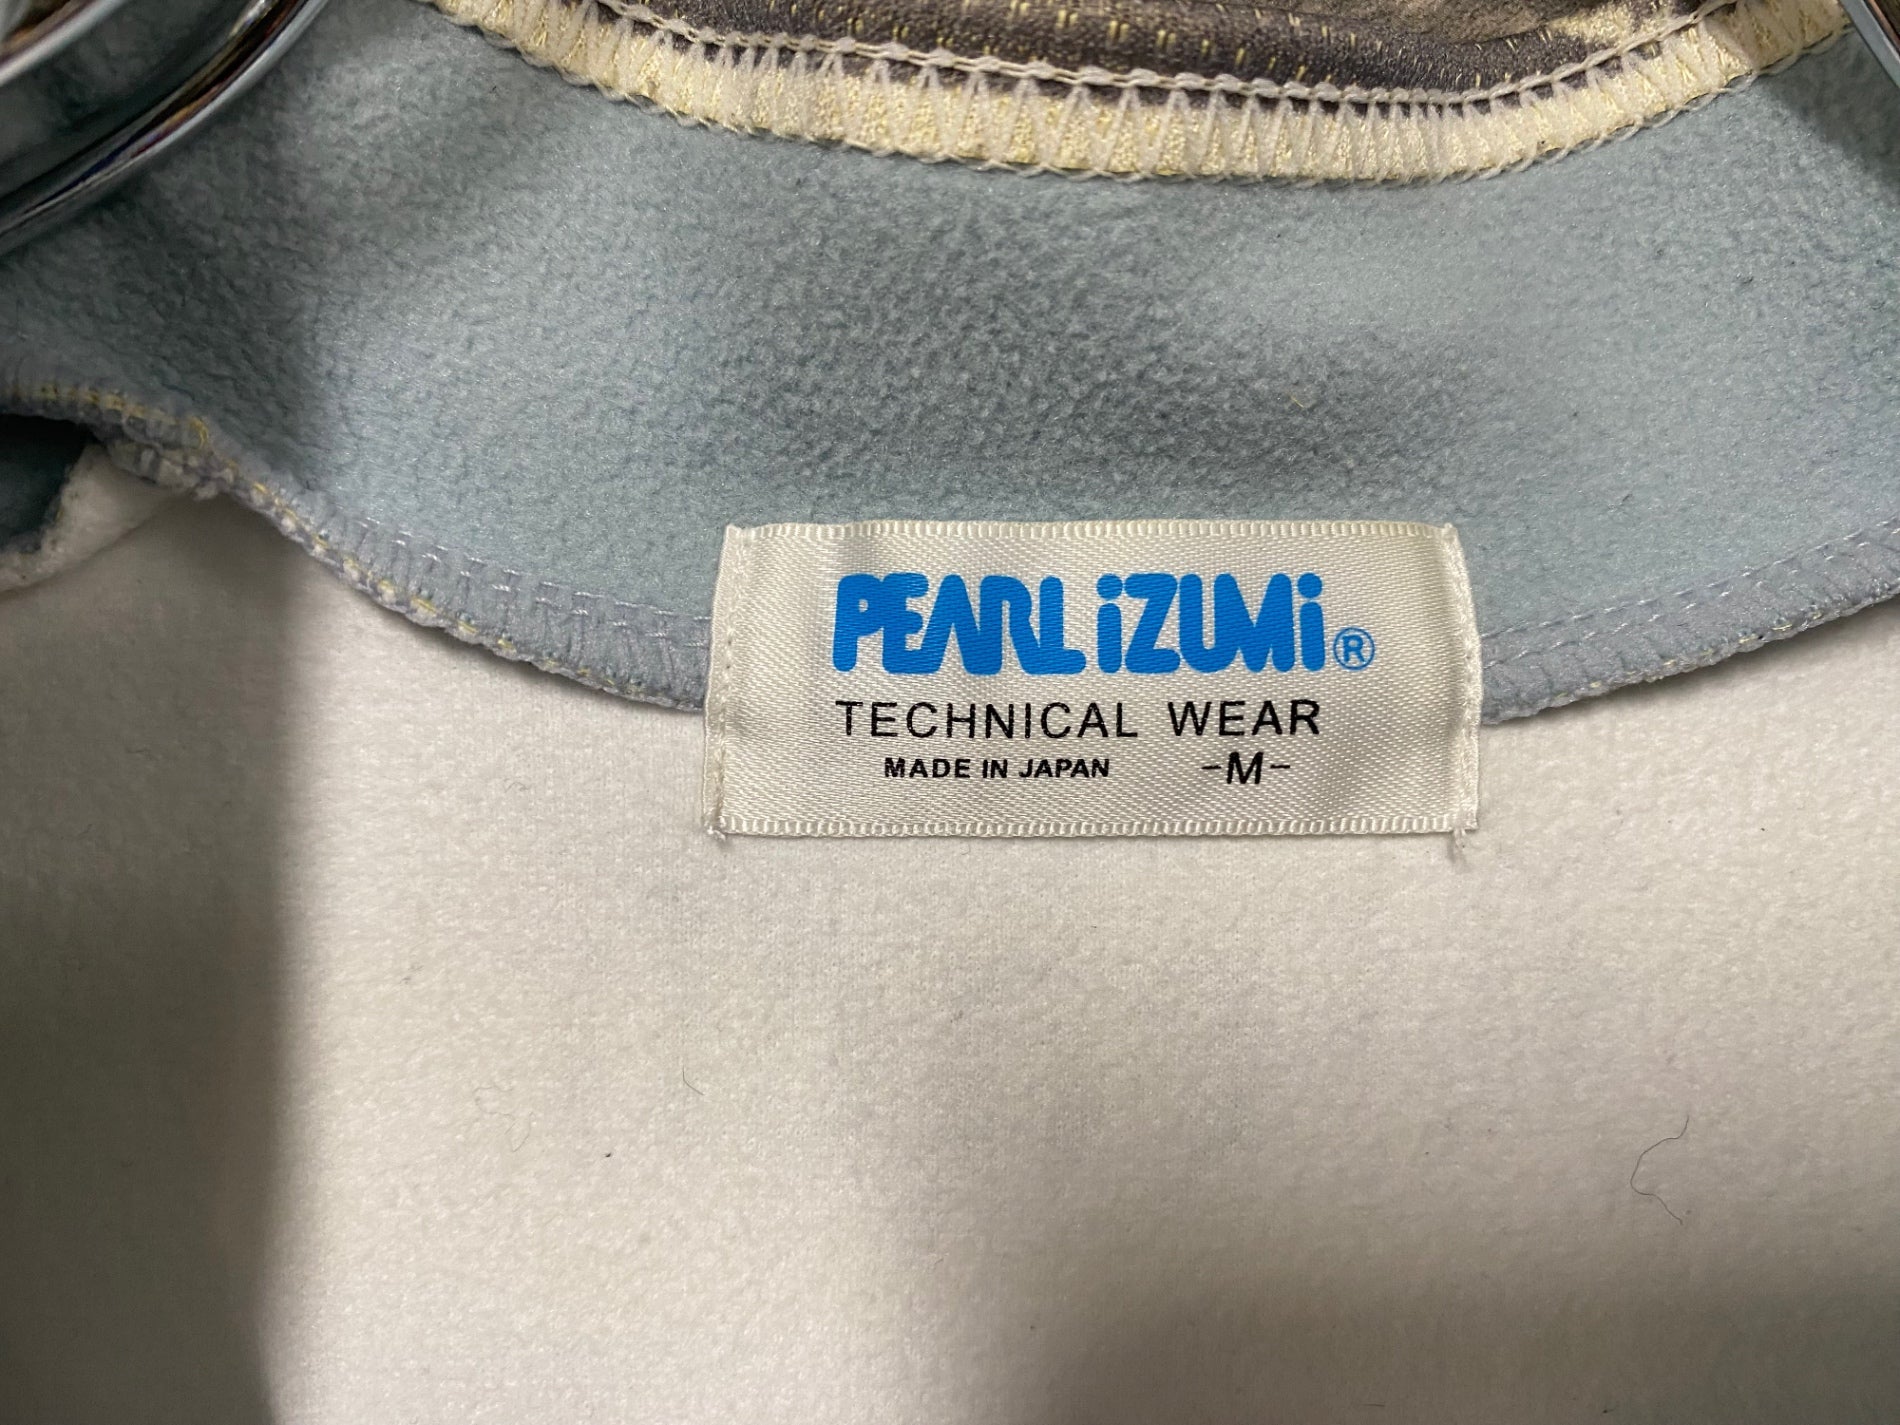 PEARL iZUMi®
TECHNICAL WEAR
MADE IN JAPAN -M-